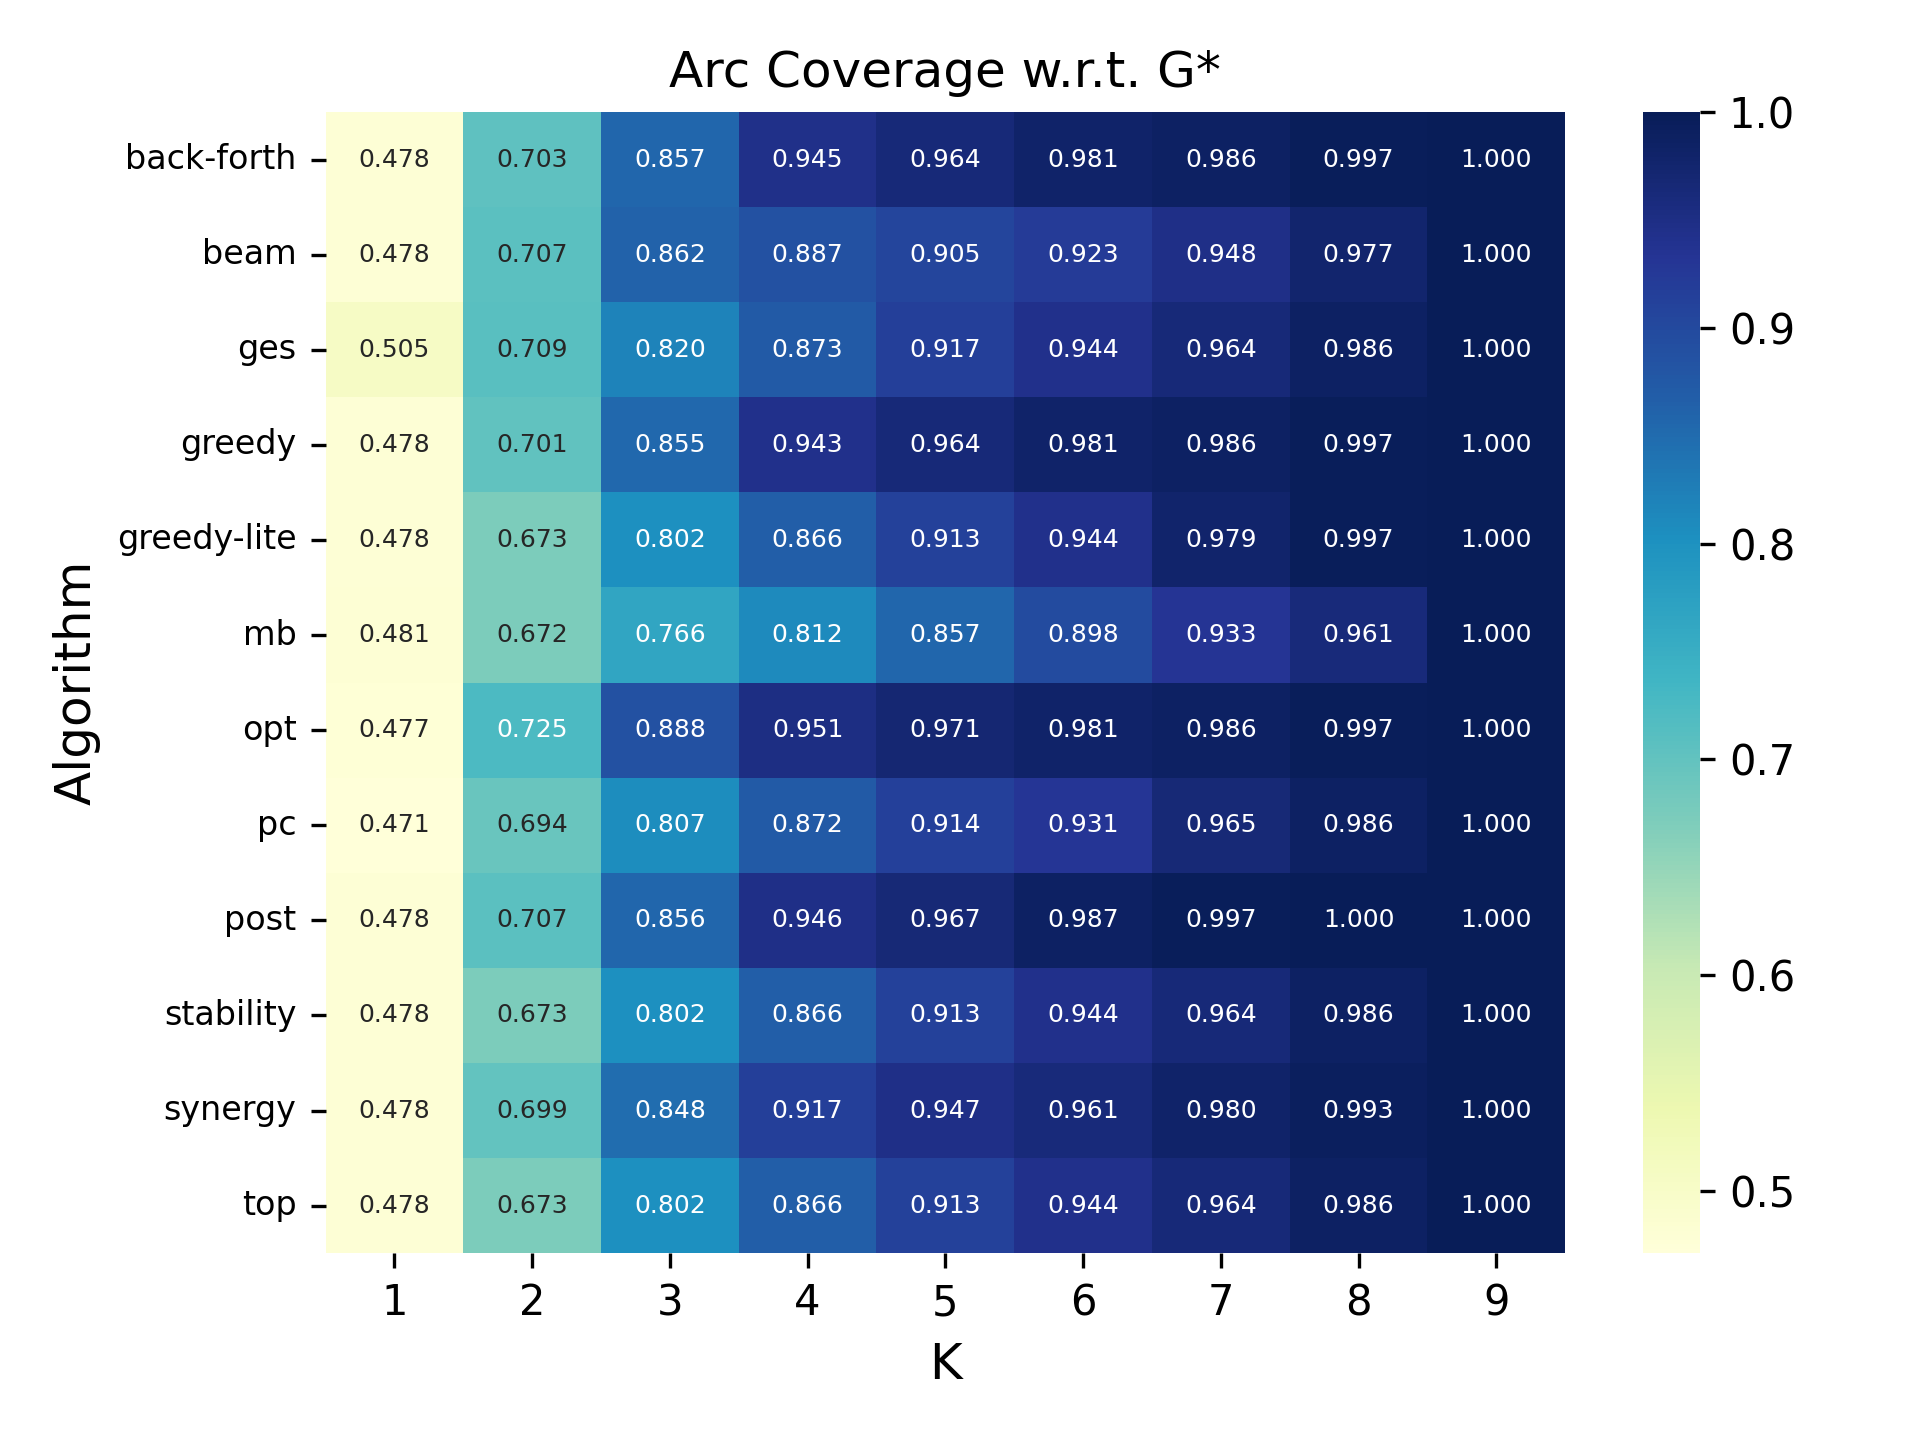 Arc Coverage w.r.t. G*
back-forth 0.478 0.703 0.857 0.945 0.964 0.981 0.986 0.997 1.000
beam 0.478 0.707 0.862 0.887 0.905 0.923 0.948 0.977 1.000
ges 0.505 0.709 0.820 0.873 0.917 0.944 0.964 0.986 1.000
greedy 0.478 0.701 0.855 0.943 0.964 0.981 0.986 0.997 1.000
greedy-lite 0.478 0.673 0.802 0.866 0.913 0.944 0.979 0.997 1.000
mb 0.481 0.672 0.766 0.812 0.857 0.898 0.933 0.961 1.000
opt 0.477 0.725 0.888 0.951 0.971 0.981 0.986 0.997 1.000
pc 0.471 0.694 0.807 0.872 0.914 0.931 0.965 0.986 1.000
post 0.478 0.707 0.856 0.946 0.967 0.987 0.997 1.000 1.000
stability 0.478 0.673 0.802 0.866 0.913 0.944 0.964 0.986 1.000
synergy 0.478 0.699 0.848 0.917 0.947 0.961 0.980 0.993 1.000
top 0.478 0.673 0.802 0.866 0.913 0.944 0.964 0.986 1.000
1 2 3 4 5 6 7 8 9
K
Algorithm
1.0
0.9
0.8
0.7
0.6
0.5